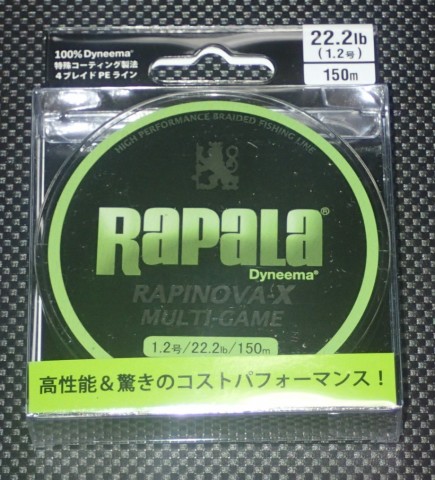 100% Dyneema®
特殊コーティング製法
4ブレイド PE ライン
22.2lb
(1.2号)
150m
HIGH PERFORMANCE BRAIDED FISHING LINE
RAPALA®
Dyneema®
RAPINOVA-X
MULTI-GAME
1.2号/22.2lb/150m
高性能&驚きのコストパフォーマンス!